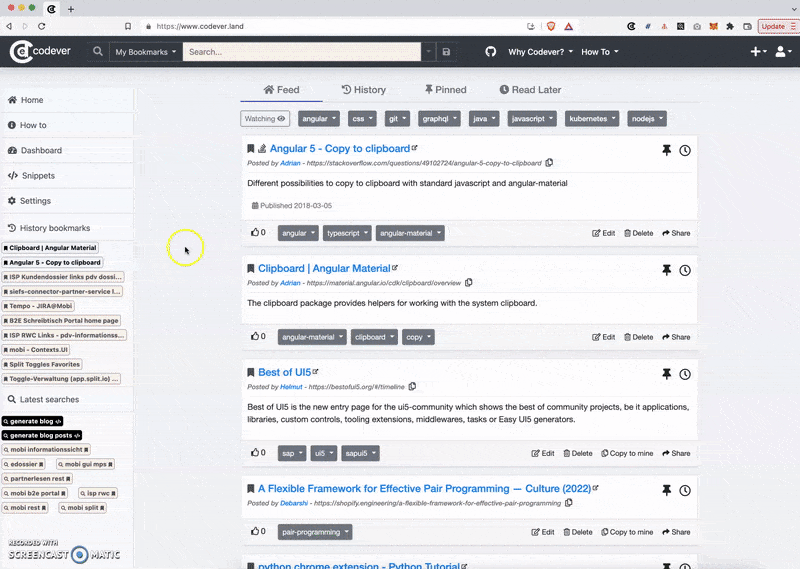 https://www.codever.land
Update
codever
My Bookmarks
Search...
Why Codever?
How To
Home
How to
Dashboard
Snippets
Settings
History bookmarks
Clipboard | Angular Material
Angular 5 - Copy to clipboard
ISP Kundendossier links pdv dossi...
siefs-connector-partner-service l...
Tempo - JIRA@Mobi
B2E Schreibtisch Portal home page
ISP RWC Links - pdv-informationss...
mobi - Contexts.UI
Split Toggles Favorites
Toggle-Verwaltung (app.split.io) ...
Latest searches
generate blog
generate blog posts
mobi informationssicht
edossier mobi gui mps
partnerlesen rest
mobi b2e portal isp rwc
mobi rest mobi split
RECORDED WITH
SCREENCAST MATIC
Feed History Pinned Read Later
Watching angular css git graphql java javascript kubernetes nodejs
Angular 5 - Copy to clipboard
Posted by Adrian - https://stackoverflow.com/questions/49102724/angular-5-copy-to-clipboard
Different possibilities to copy to clipboard with standard javascript and angular-material
Published 2018-03-05
0 angular typescript angular-material Edit Delete Share
Clipboard | Angular Material
Posted by Adrian - https://material.angular.io/cdk/clipboard/overview
The clipboard package provides helpers for working with the system clipboard.
0 angular-material clipboard copy Edit Delete Share
Best of UI5
Posted by Helmut - https://bestofui5.org/#/timeline
Best of UI5 is the new entry page for the ui5-community which shows the best of community projects, be it applications,
libraries, custom controls, tooling extensions, middlewares, tasks or Easy UI5 generators.
0 sap ui5 sapui5 Edit Delete Copy to mine Share
A Flexible Framework for Effective Pair Programming — Culture (2022)
Posted by Debarshi - https://shopify.engineering/a-flexible-framework-for-effective-pair-programming
0 pair-programming Edit Delete Copy to mine Share
python chrome extension - Python Tutorial